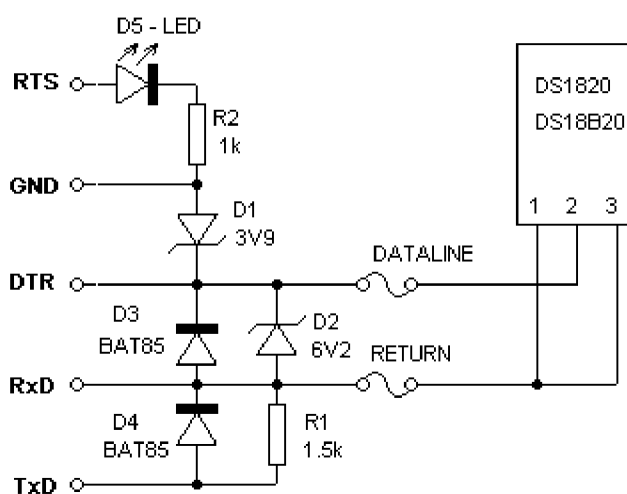 D5 - LED
RTS
R2
1k
DS1820
DS18B20
GND
D1
3V9
1 2 3
DTR
DATALINE
D3
BAT85
D2
6V2
RxD
RETURN
D4
BAT85
R1
1.5k
TxD